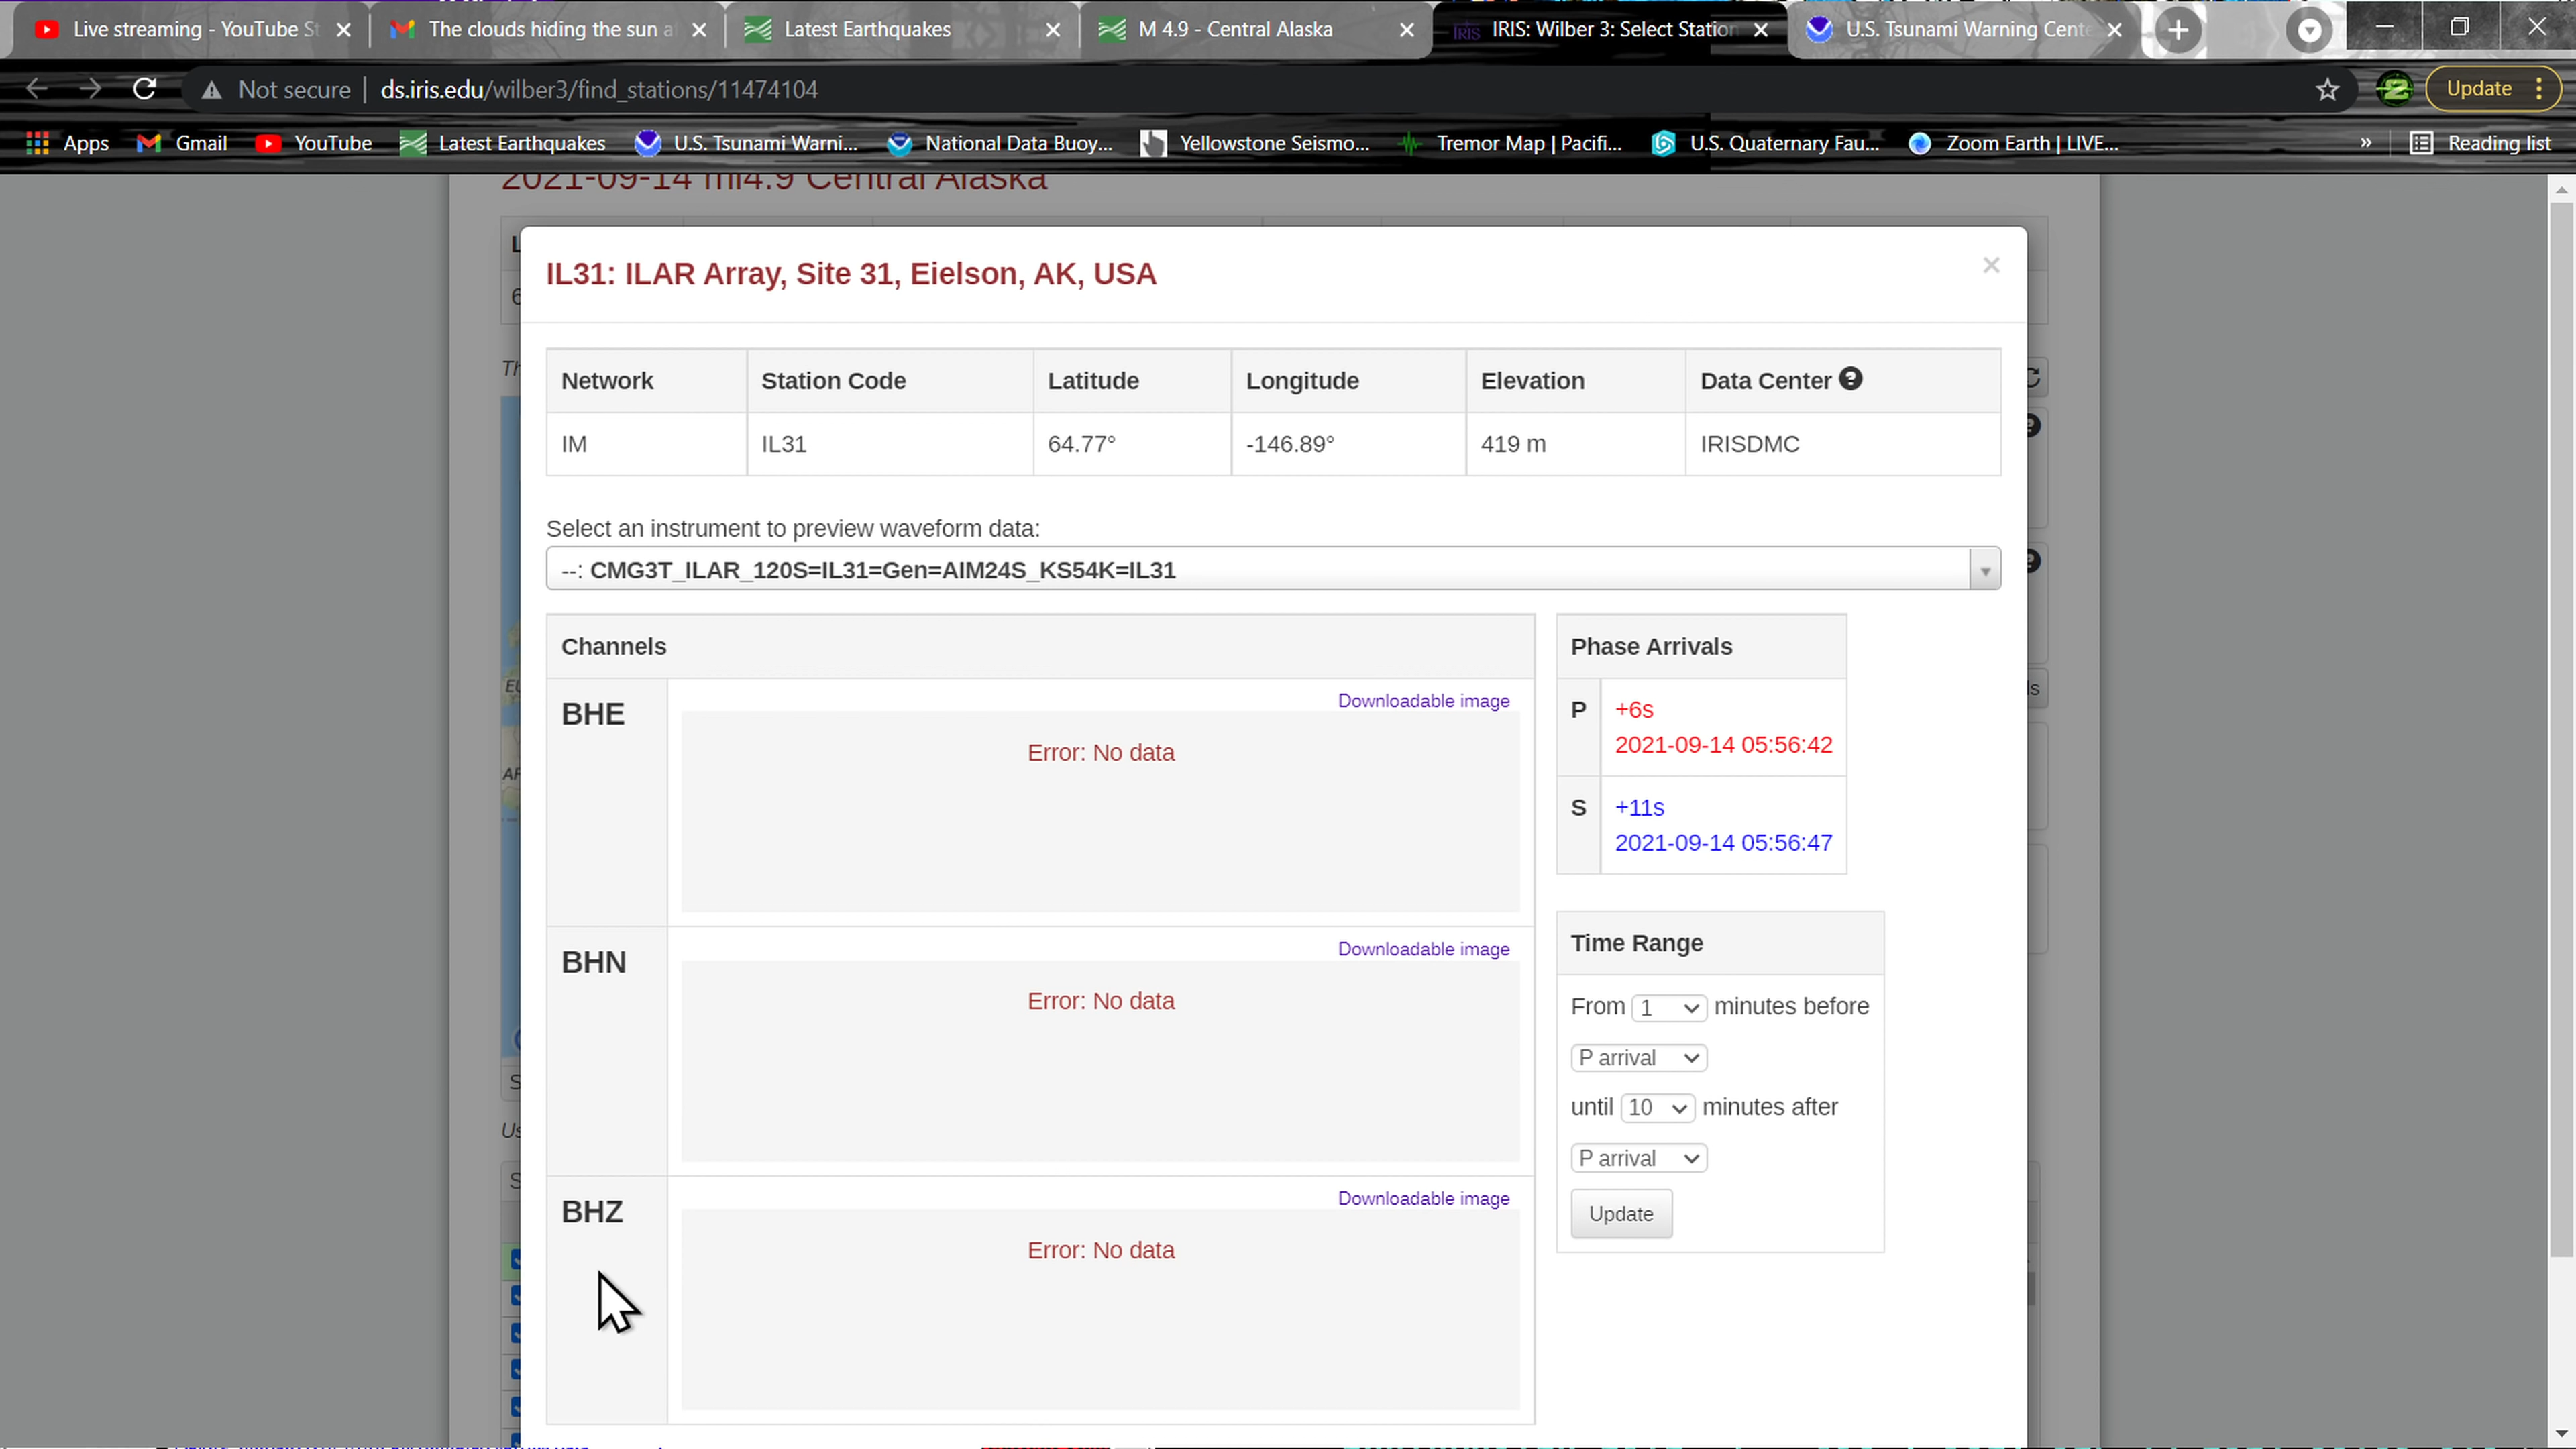 Live streaming - YouTube St
The clouds hiding the sun a
Latest Earthquakes
M 4.9 - Central Alaska
IRIS: Wilber 3: Select Station
U.S. Tsunami Warning Cente
Not secure | ds.iris.edu/wilber3/find_stations/11474104
Update
Apps
Gmail
YouTube
Latest Earthquakes
U.S. Tsunami Warni...
National Data Buoy...
Yellowstone Seismo...
Tremor Map | Pacifi...
U.S. Quaternary Fau...
Zoom Earth | LIVE...
»
Reading list
2021-09-14 ml4.9 Central Alaska
IL31: ILAR Array, Site 31, Eielson, AK, USA
×
Network Station Code Latitude Longitude Elevation Data Center ?
IM IL31 64.77° -146.89° 419 m IRISDMC
Select an instrument to preview waveform data:
--: CMG3T_ILAR_120S=IL31=Gen=AIM24S_KS54K=IL31
Channels
BHE
Downloadable image
Error: No data
BHN
Downloadable image
Error: No data
BHZ
Downloadable image
Error: No data
Phase Arrivals
P +6s
2021-09-14 05:56:42
S +11s
2021-09-14 05:56:47
Time Range
From 1 minutes before
P arrival
until 10 minutes after
P arrival
Update